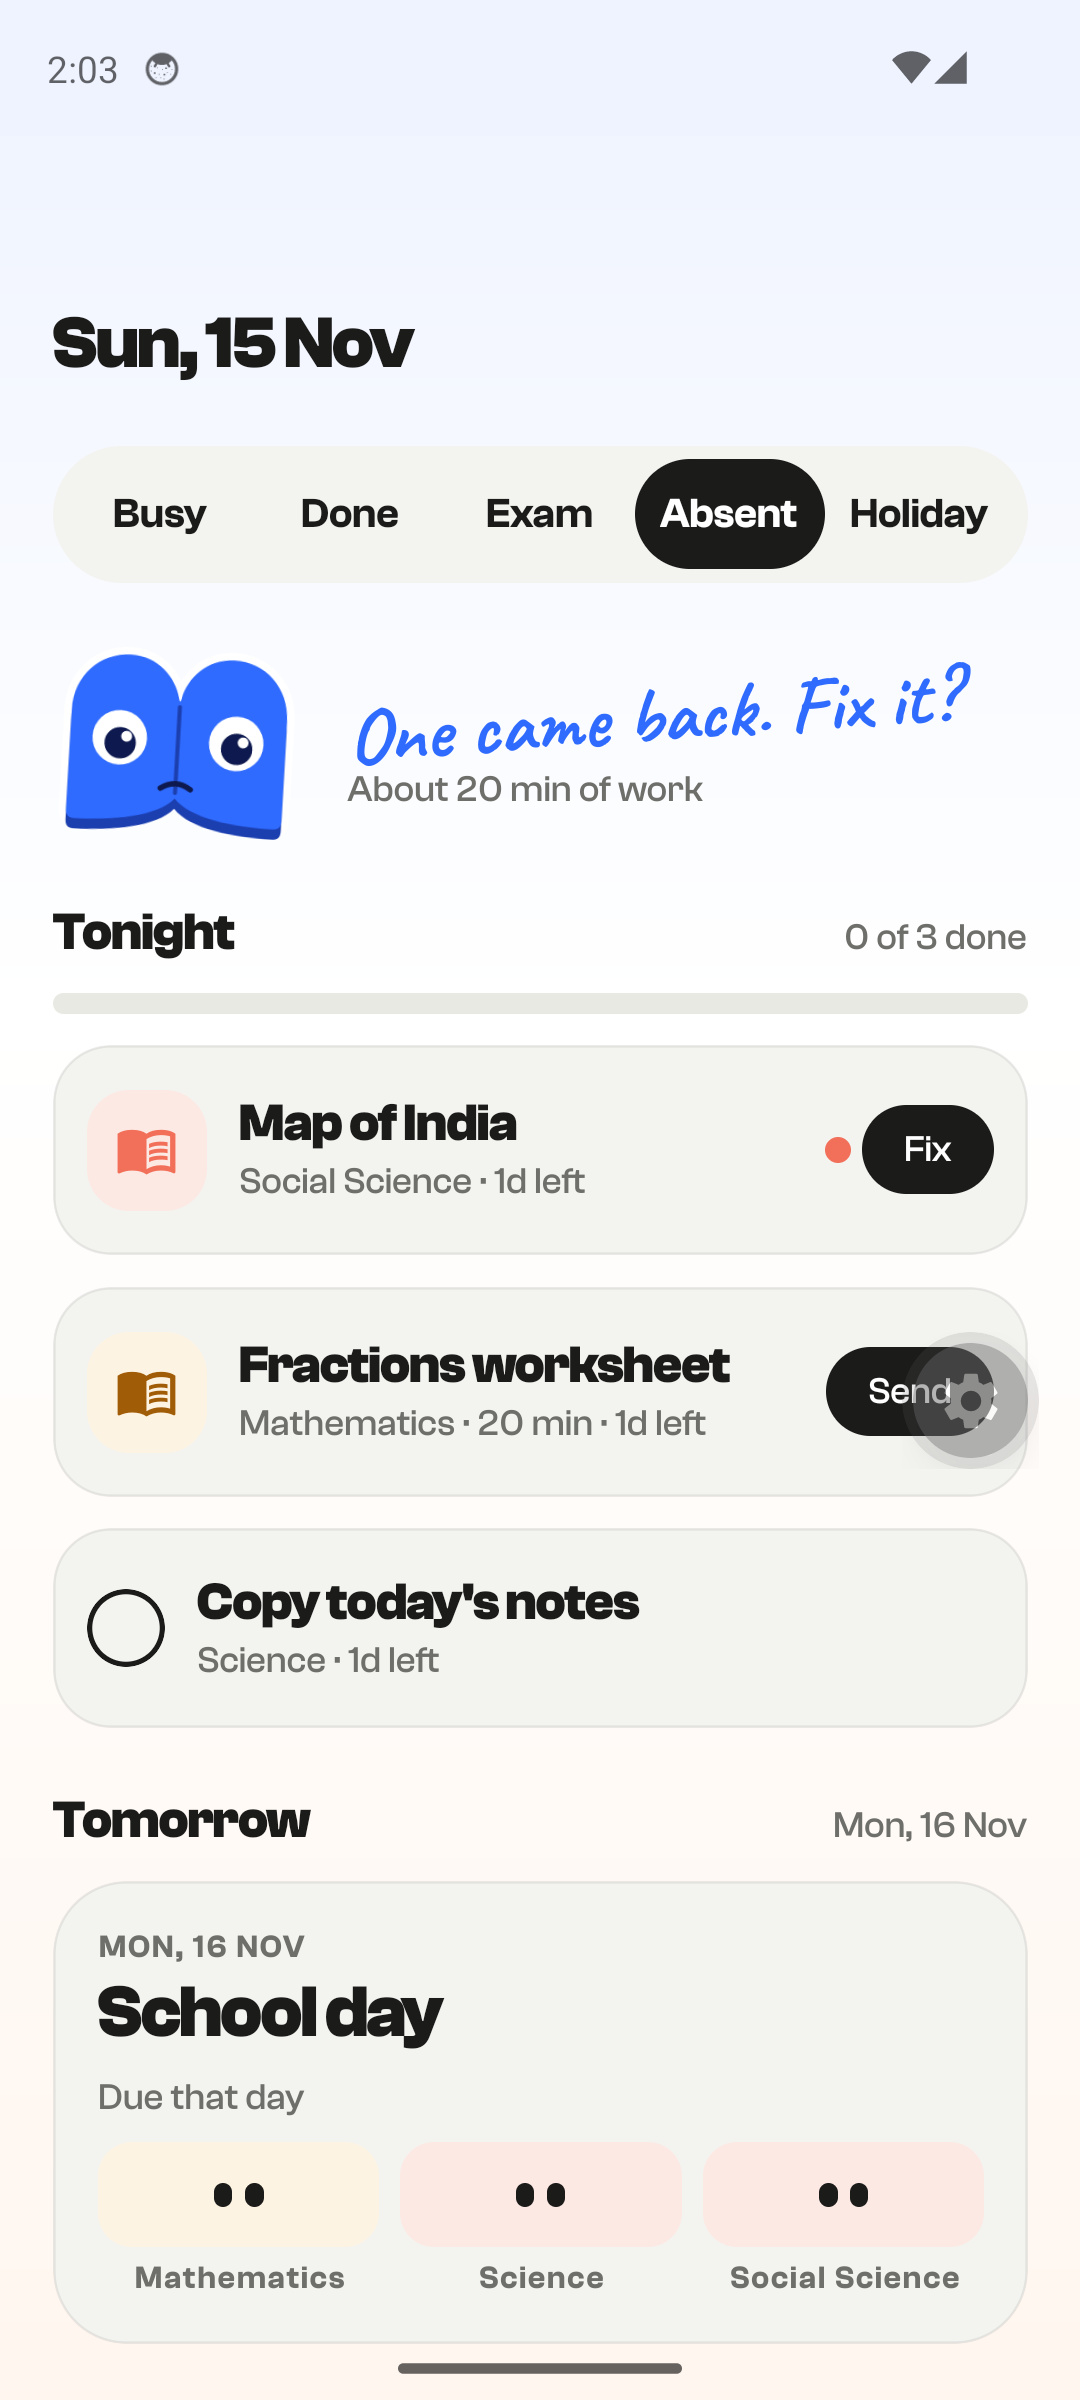 2:03
Sun, 15 Nov
Busy Done Exam Absent Holiday
One came back. Fix it?
About 20 min of work
Tonight
0 of 3 done
Map of India
Social Science · 1d left
Fix
Fractions worksheet
Mathematics · 20 min · 1d left
Send
Copy today's notes
Science · 1d left
Tomorrow
Mon, 16 Nov
MON, 16 NOV
School day
Due that day
Mathematics Science Social Science